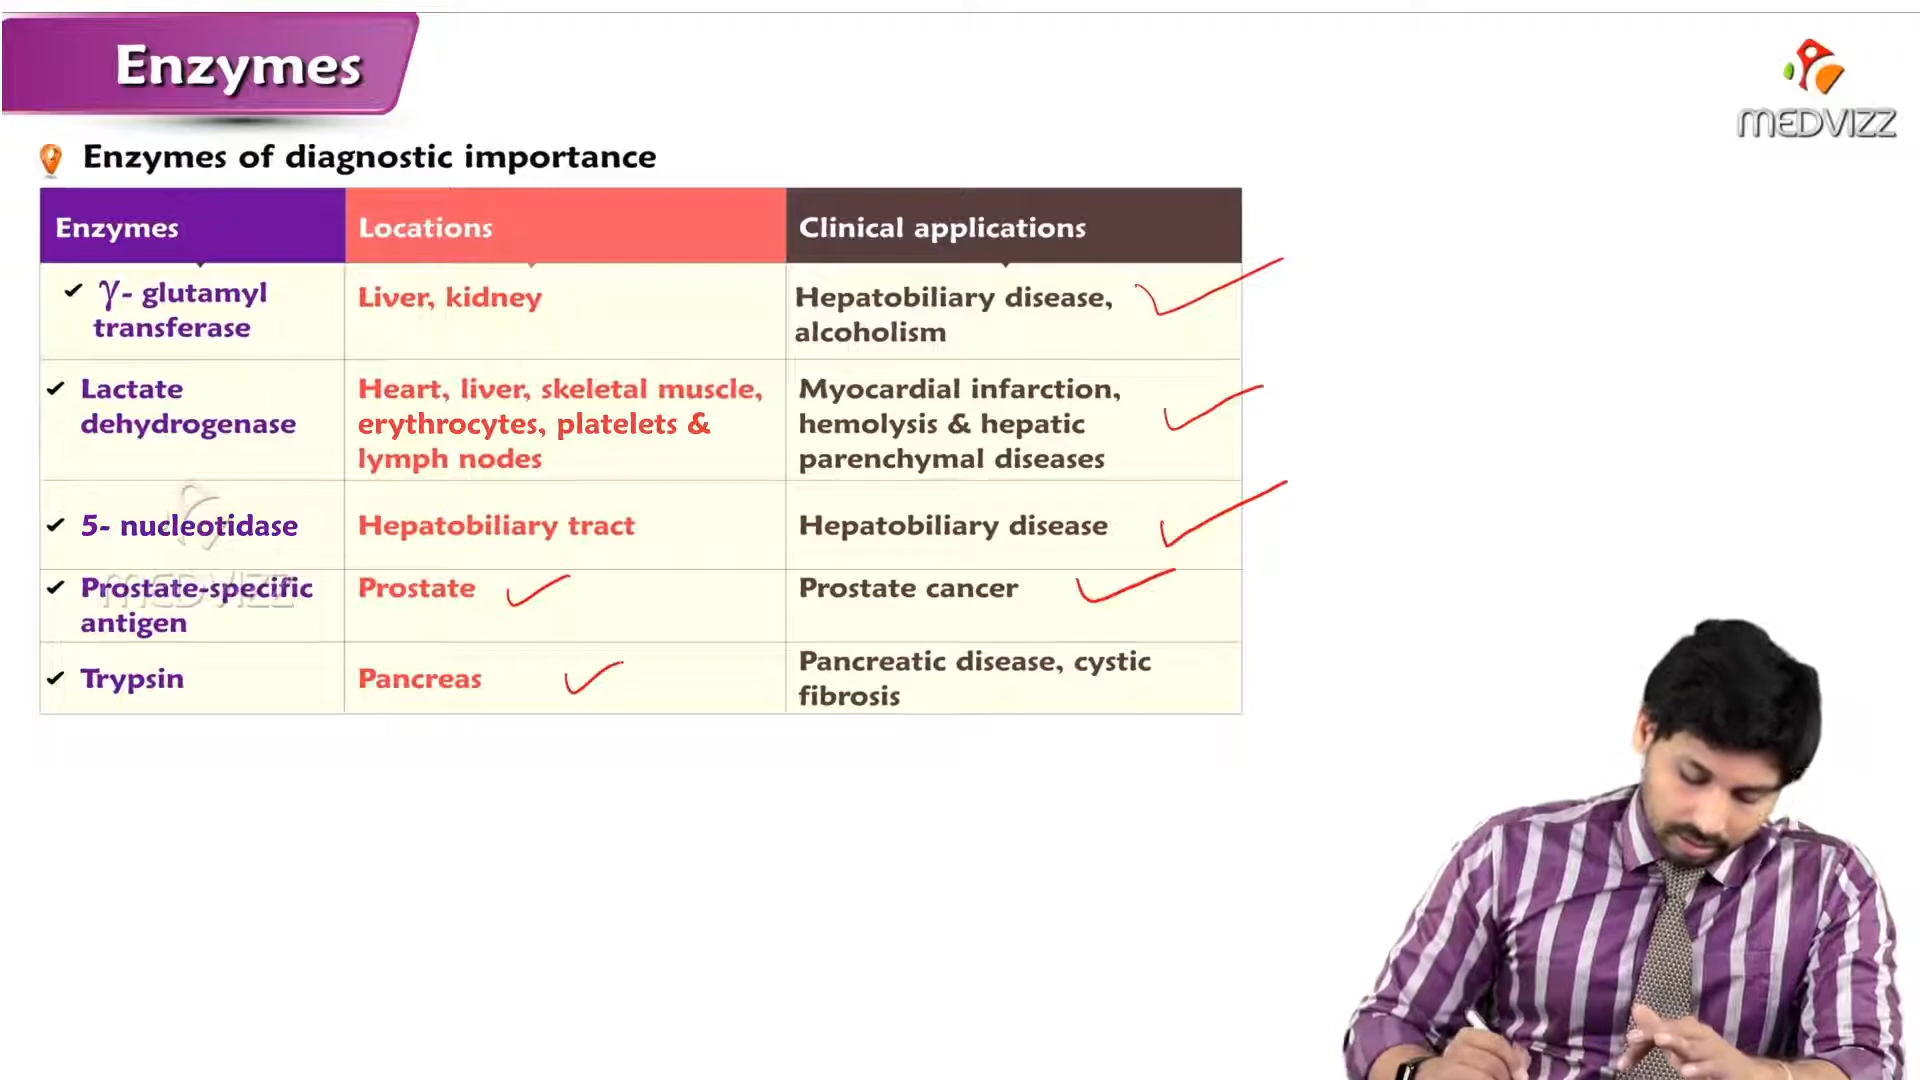 Enzymes
MEDVIZZ
Enzymes of diagnostic importance
Enzymes Locations Clinical applications
γ- glutamyl
transferase
Liver, kidney
Hepatobiliary disease,
alcoholism
Lactate
dehydrogenase
Heart, liver, skeletal muscle,
erythrocytes, platelets &
lymph nodes
Myocardial infarction,
hemolysis & hepatic
parenchymal diseases
5- nucleotidase
Hepatobiliary tract
Hepatobiliary disease
MEDVIZZ
Prostate-specific
antigen
Prostate
Prostate cancer
Trypsin
Pancreas
Pancreatic disease, cystic
fibrosis